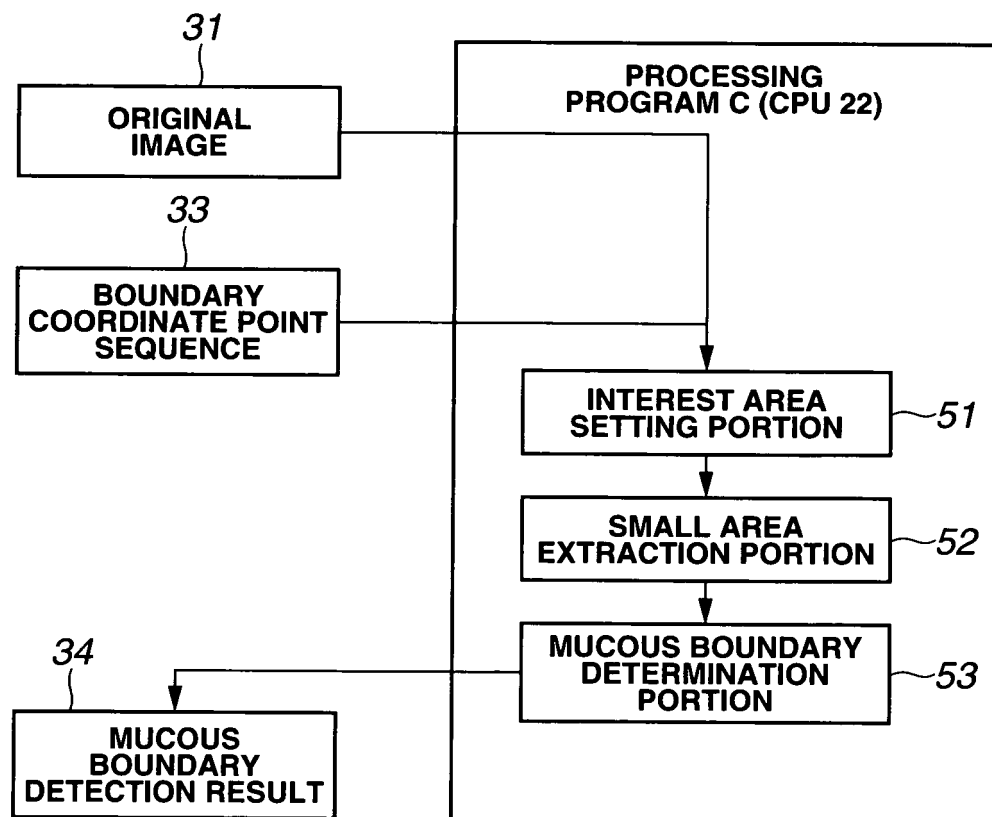 31
ORIGINAL
IMAGE
PROCESSING
PROGRAM C (CPU 22)
33
BOUNDARY
COORDINATE POINT
SEQUENCE
INTEREST AREA
SETTING PORTION
51
SMALL AREA
EXTRACTION PORTION
52
MUCOUS BOUNDARY
DETERMINATION
PORTION
53
34
MUCOUS
BOUNDARY
DETECTION RESULT